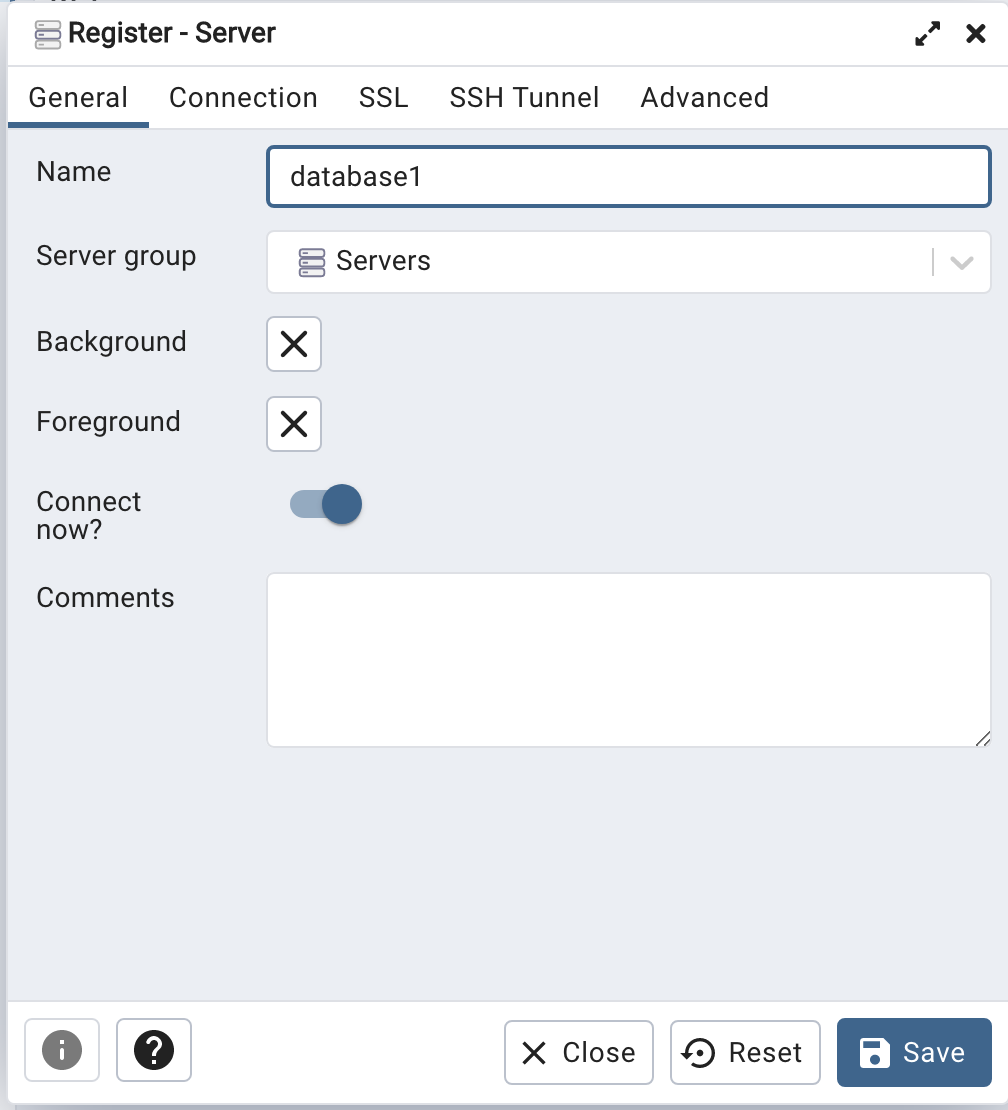 Register - Server
General Connection SSL SSH Tunnel Advanced
Name database1
Server group Servers
Background
Foreground
Connect
now?
Comments
Close Reset Save